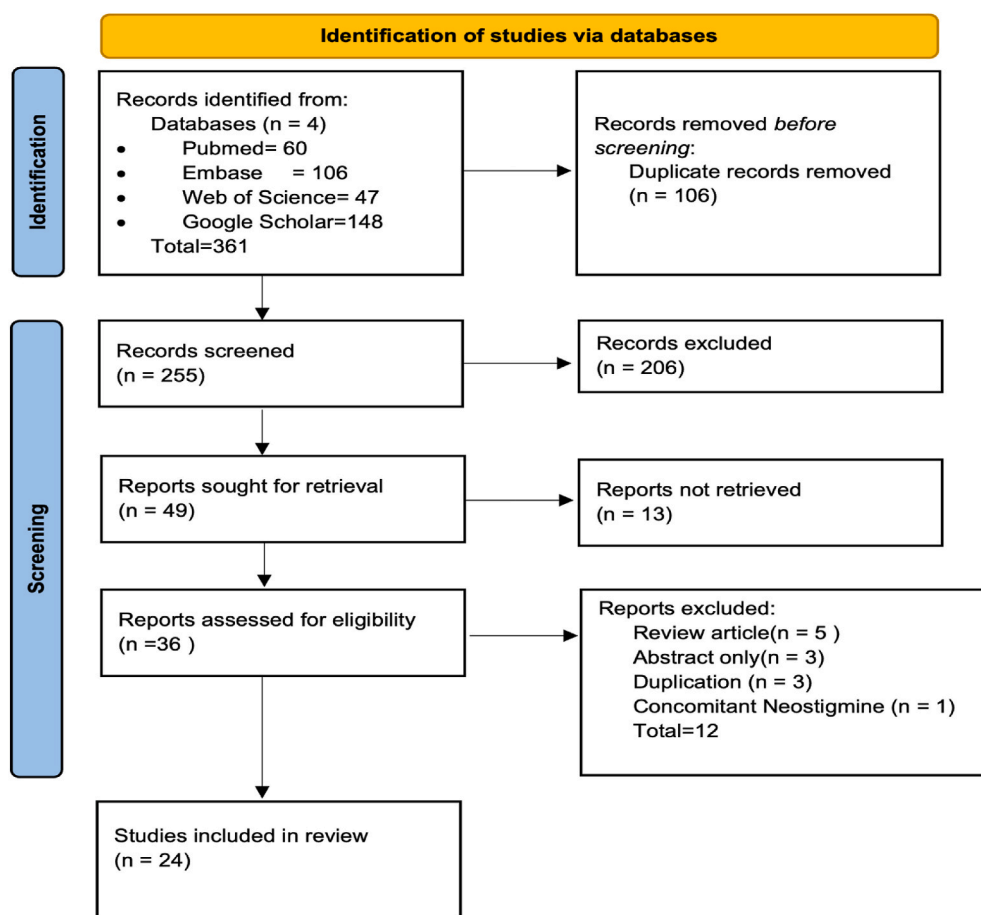 Identification of studies via databases
Identification
Records identified from:
Databases (n = 4)
• Pubmed= 60
• Embase = 106
• Web of Science= 47
• Google Scholar=148
Total=361
Records removed before
screening:
Duplicate records removed
(n = 106)
Screening
Records screened
(n = 255)
Records excluded
(n = 206)
Reports sought for retrieval
(n = 49)
Reports not retrieved
(n = 13)
Reports assessed for eligibility
(n =36 )
Reports excluded:
Review article(n = 5 )
Abstract only(n = 3)
Duplication (n = 3)
Concomitant Neostigmine (n = 1)
Total=12
Studies included in review
(n = 24)